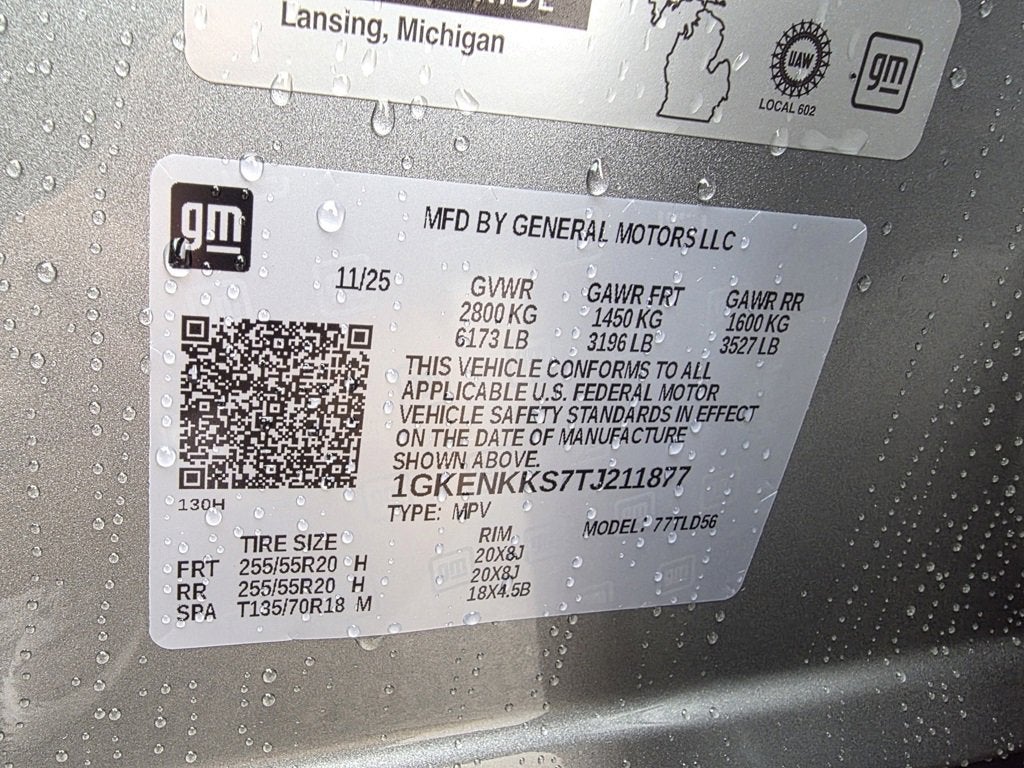 Lansing, Michigan
UAW
LOCAL 602
gm
gm
MFD BY GENERAL MOTORS LLC
11/25
GVWR GAWR FRT GAWR RR
2800 KG 1450 KG 1600 KG
6173 LB 3196 LB 3527 LB
THIS VEHICLE CONFORMS TO ALL
APPLICABLE U.S. FEDERAL MOTOR
VEHICLE SAFETY STANDARDS IN EFFECT
ON THE DATE OF MANUFACTURE
SHOWN ABOVE.
1GKENKKS7TJ211877
130H
TYPE: MPV MODEL: 77TLD56
TIRE SIZE RIM
FRT 255/55R20 H 20X8J
RR 255/55R20 H 20X8J
SPA T135/70R18 M 18X4.5B